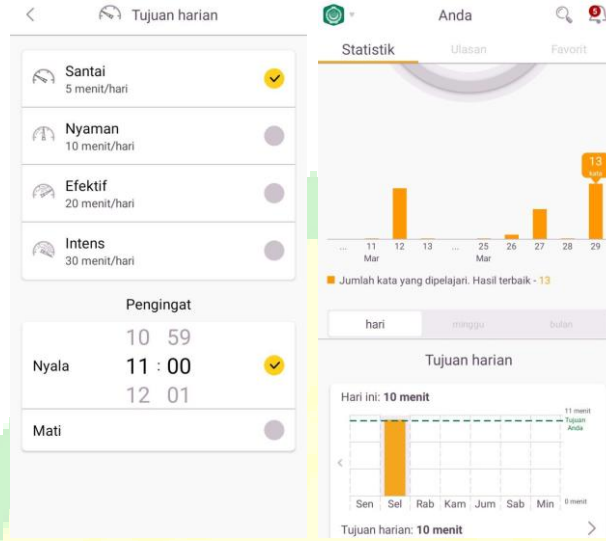 Tujuan harian
Santai
5 menit/hari
Nyaman
10 menit/hari
Efektif
20 menit/hari
Intens
30 menit/hari
Pengingat
10 59
Nyala 11 : 00
12 01
Mati
Anda
5
Statistik Ulasan Favorit
13
kata
... 11 12 13 ... 25 26 27 28 29
Mar Mar
Jumlah kata yang dipelajari. Hasil terbaik - 13
hari minggu bulan
Tujuan harian
Hari ini: 10 menit
11 menit
Tujuan
Anda
Sen Sel Rab Kam Jum Sab Min 0 menit
Tujuan harian: 10 menit